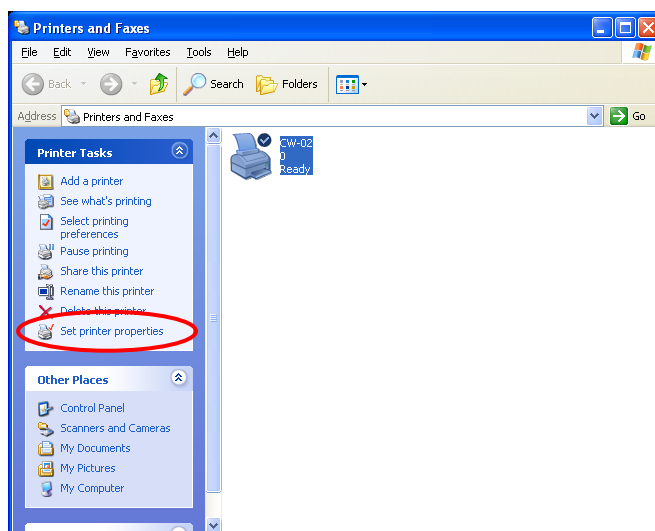 Printers and Faxes
File Edit View Favorites Tools Help
Back Search Folders
Address Printers and Faxes Go
Printer Tasks
Add a printer
See what's printing
Select printing
preferences
Pause printing
Share this printer
Rename this printer
Delete this printer
Set printer properties
Other Places
Control Panel
Scanners and Cameras
My Documents
My Pictures
My Computer
CW-02
0
Ready